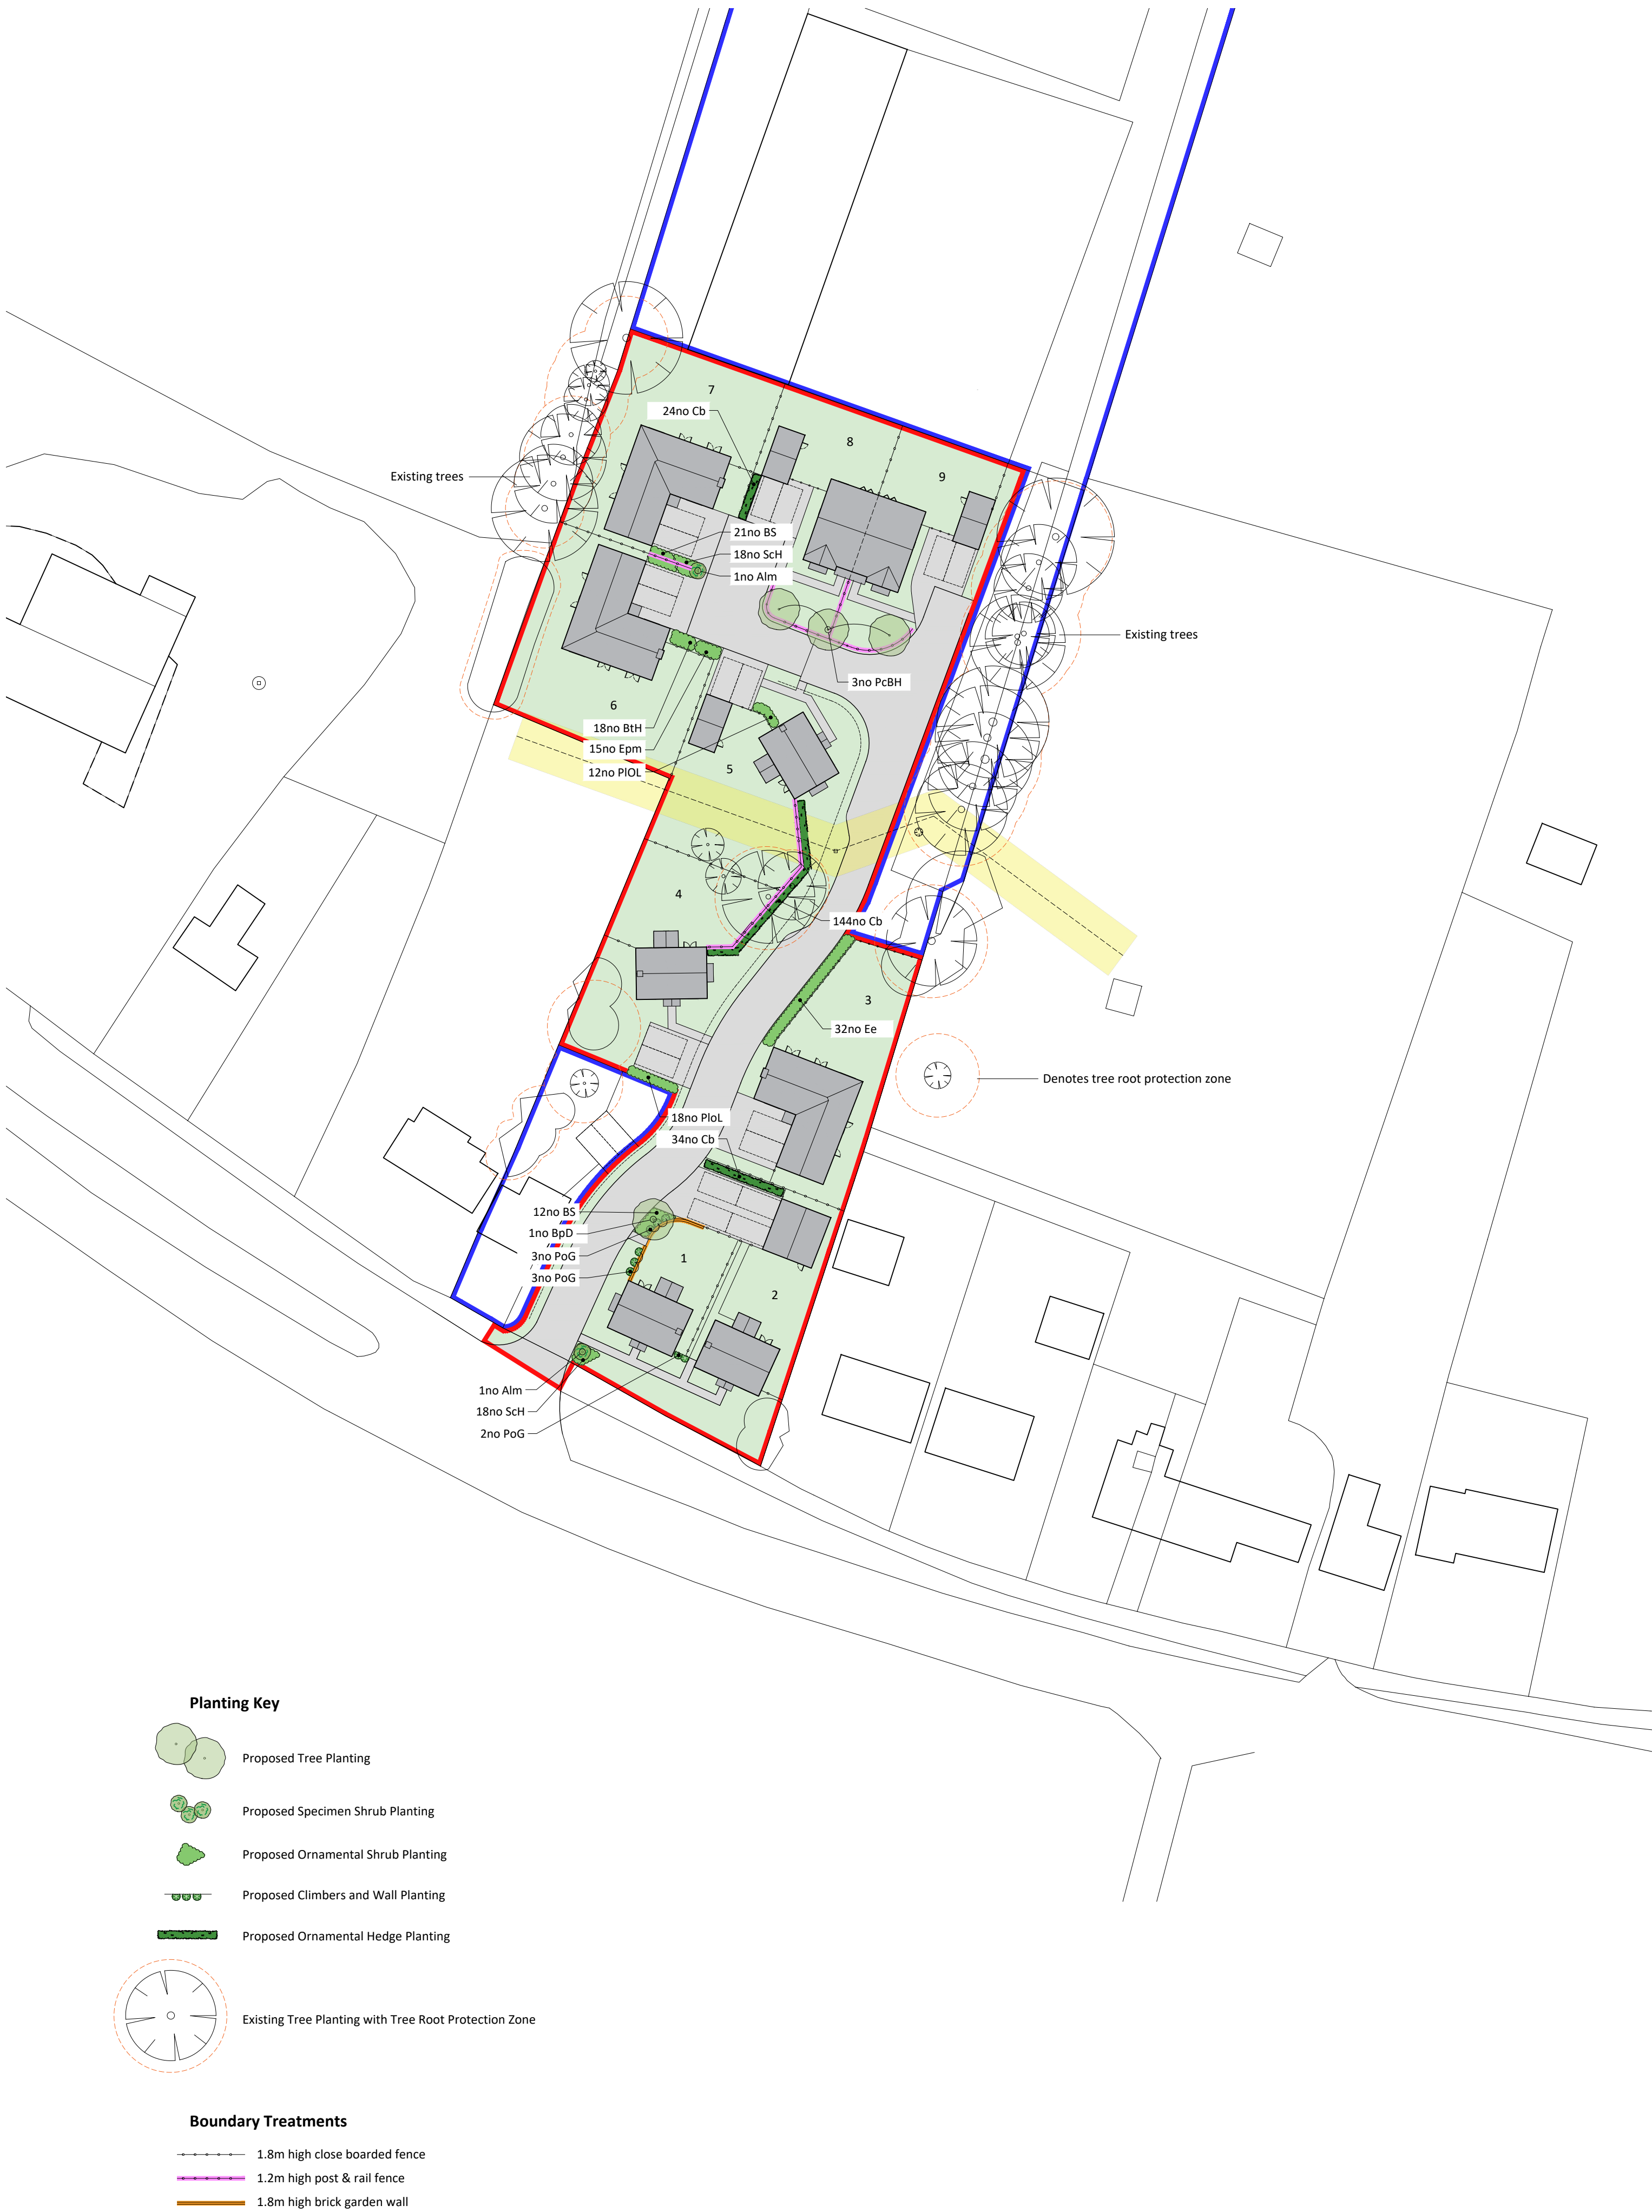 7
24no Cb
8
9
Existing trees
21no BS
18no ScH
1no Alm
Existing trees
3no PcBH
6
18no BtH
15no Epm
5
12no PlOL
4
144no Cb
3
32no Ee
Denotes tree root protection zone
18no PloL
34no Cb
12no BS
1no BpD
3no PoG
1
3no PoG
2
1no Alm
18no ScH
2no PoG
Planting Key
Proposed Tree Planting
Proposed Specimen Shrub Planting
Proposed Ornamental Shrub Planting
Proposed Climbers and Wall Planting
Proposed Ornamental Hedge Planting
Existing Tree Planting with Tree Root Protection Zone
Boundary Treatments
1.8m high close boarded fence
1.2m high post & rail fence
1.8m high brick garden wall